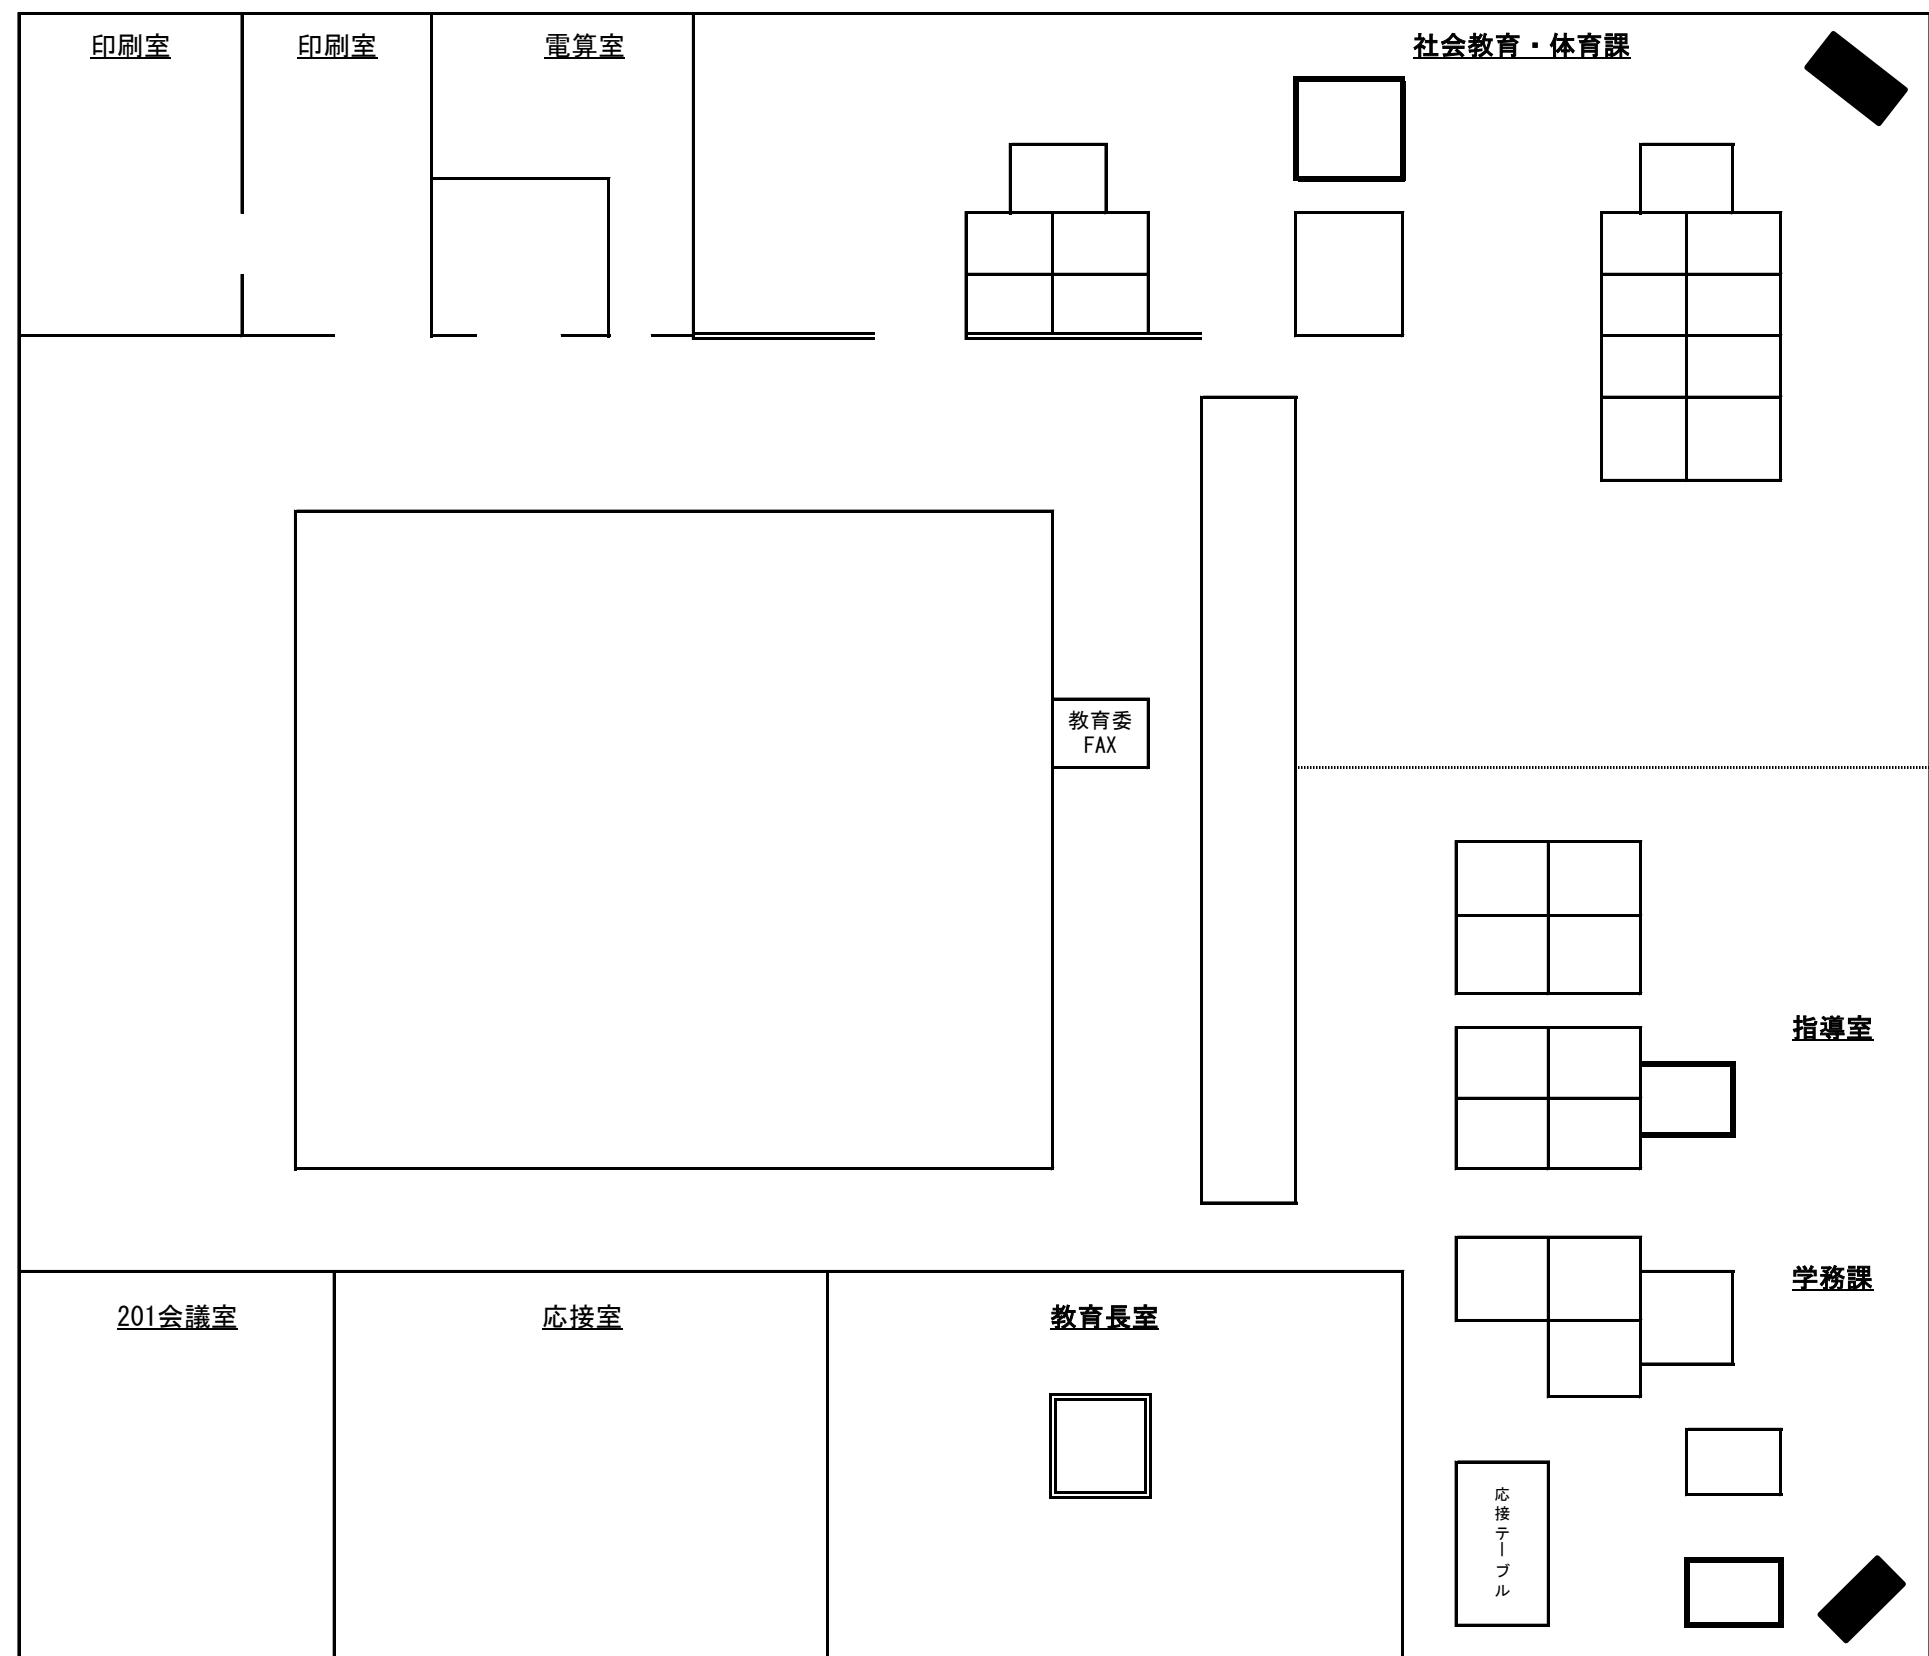 印刷室
印刷室
電算室
社会教育・体育課
教育委
FAX
指導室
学務課
201会議室
応接室
教育長室
応接テーブル